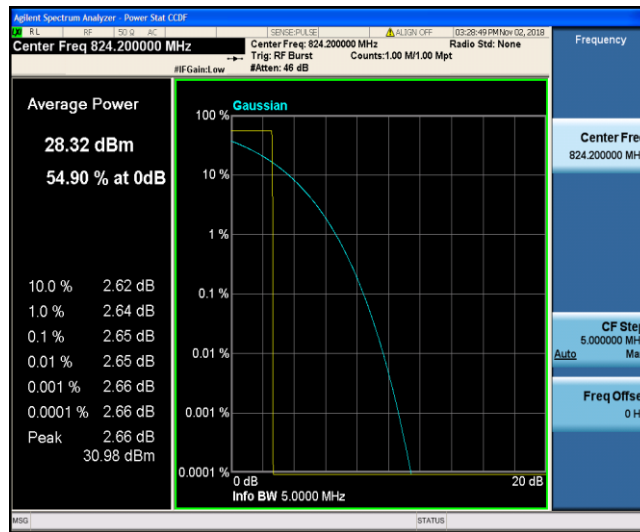 Agilent Spectrum Analyzer - Power Stat CCDF
RL RF 50 Ω AC SENSE:PULSE ALIGN OFF 03:28:49 PM Nov 02, 2018
Center Freq 824.200000 MHz
Center Freq: 824.200000 MHz Radio Std: None
Trig: RF Burst Counts:1.00 M/1.00 Mpt
#IFGain:Low #Atten: 46 dB
Frequency
Average Power
28.32 dBm
54.90 % at 0dB
10.0 % 2.62 dB
1.0 % 2.64 dB
0.1 % 2.65 dB
0.01 % 2.65 dB
0.001 % 2.66 dB
0.0001 % 2.66 dB
Peak 2.66 dB
30.98 dBm
Gaussian
100 %
10 %
1 %
0.1 %
0.01 %
0.001 %
0.0001 %
0 dB 20 dB
Info BW 5.0000 MHz
Center Fre
824.200000 MH
CF Step
5.000000 MH
Auto Ma
Freq Offse
0 H
MSG STATUS